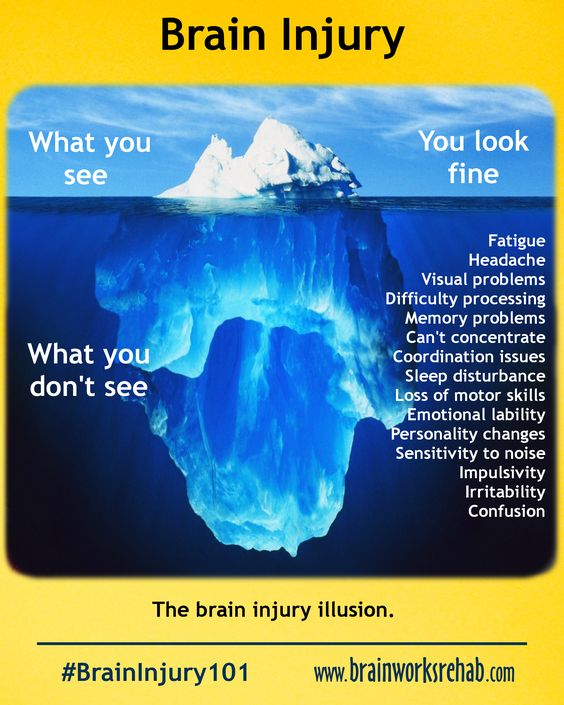 Brain Injury
What you
see
You look
fine
What you
don't see
Fatigue
Headache
Visual problems
Difficulty processing
Memory problems
Can't concentrate
Coordination issues
Sleep disturbance
Loss of motor skills
Emotional lability
Personality changes
Sensitivity to noise
Impulsivity
Irritability
Confusion
The brain injury illusion.
#BrainInjury101
www.brainworksrehab.com